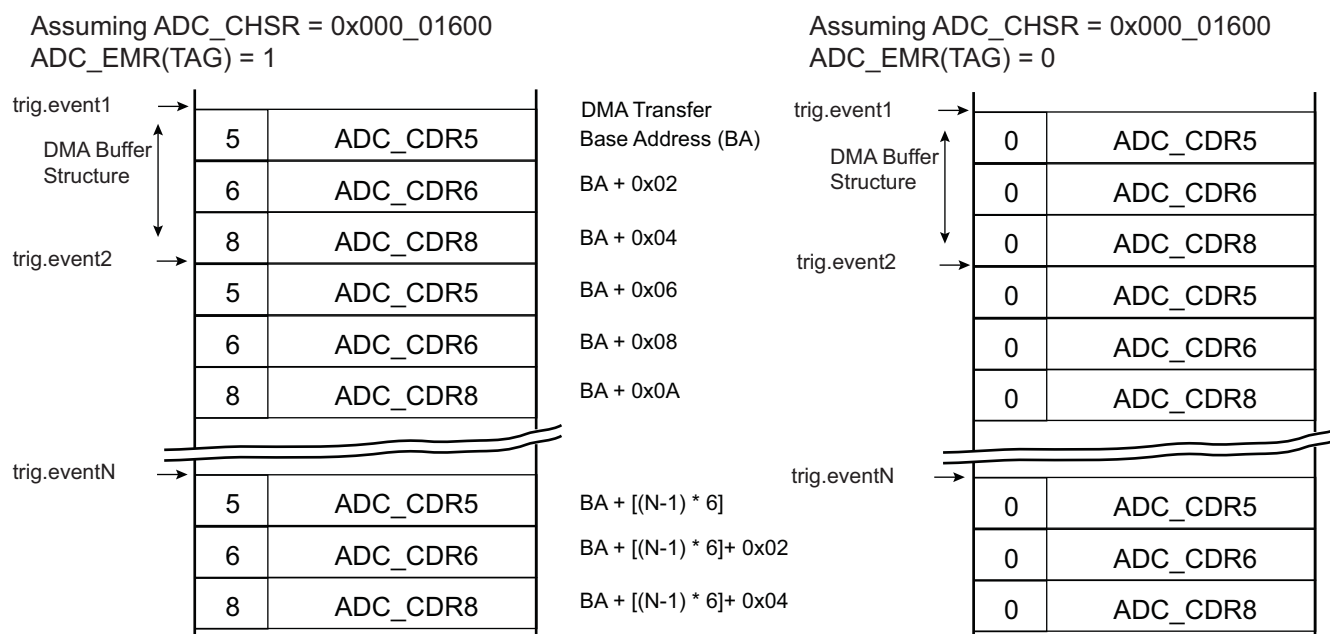 Assuming ADC_CHSR = 0x000_01600
ADC_EMR(TAG) = 1
trig.event1
DMA Buffer
Structure
5 ADC_CDR5
6 ADC_CDR6
8 ADC_CDR8
trig.event2
5 ADC_CDR5
6 ADC_CDR6
8 ADC_CDR8
trig.eventN
5 ADC_CDR5
6 ADC_CDR6
8 ADC_CDR8
DMA Transfer
Base Address (BA)
BA + 0x02
BA + 0x04
BA + 0x06
BA + 0x08
BA + 0x0A
BA + [(N-1) * 6]
BA + [(N-1) * 6]+ 0x02
BA + [(N-1) * 6]+ 0x04
Assuming ADC_CHSR = 0x000_01600
ADC_EMR(TAG) = 0
trig.event1
DMA Buffer
Structure
0 ADC_CDR5
0 ADC_CDR6
0 ADC_CDR8
trig.event2
0 ADC_CDR5
0 ADC_CDR6
0 ADC_CDR8
trig.eventN
0 ADC_CDR5
0 ADC_CDR6
0 ADC_CDR8